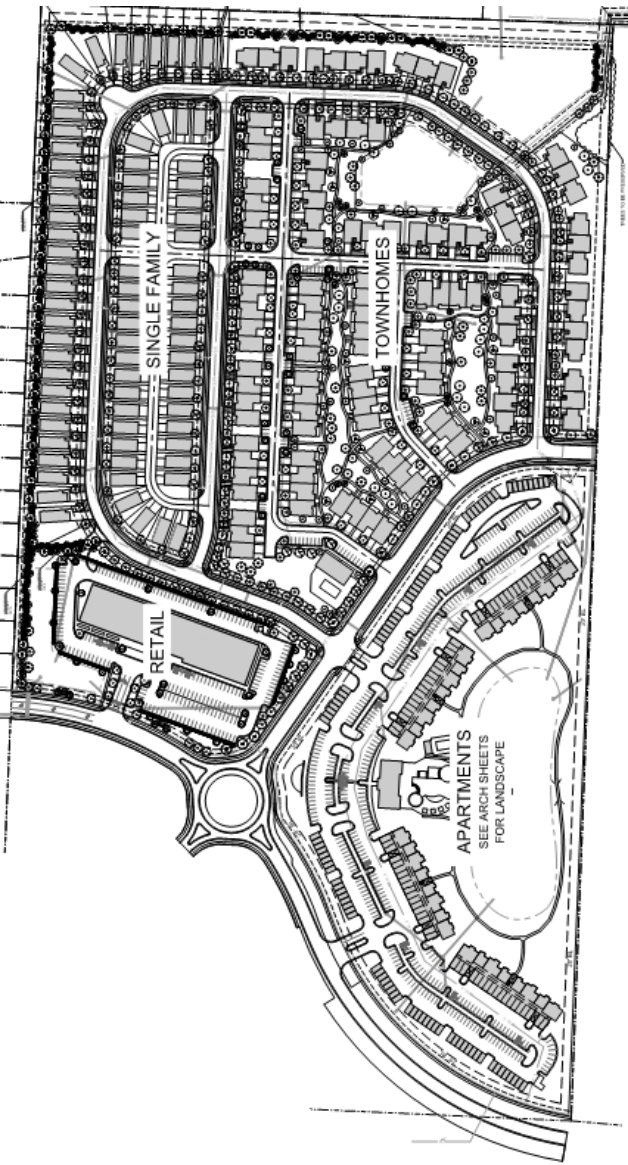 SINGLE FAMILY
TOWNHOMES
RETAIL
APARTMENTS
SEE ARCH SHEETS
FOR LANDSCAPE